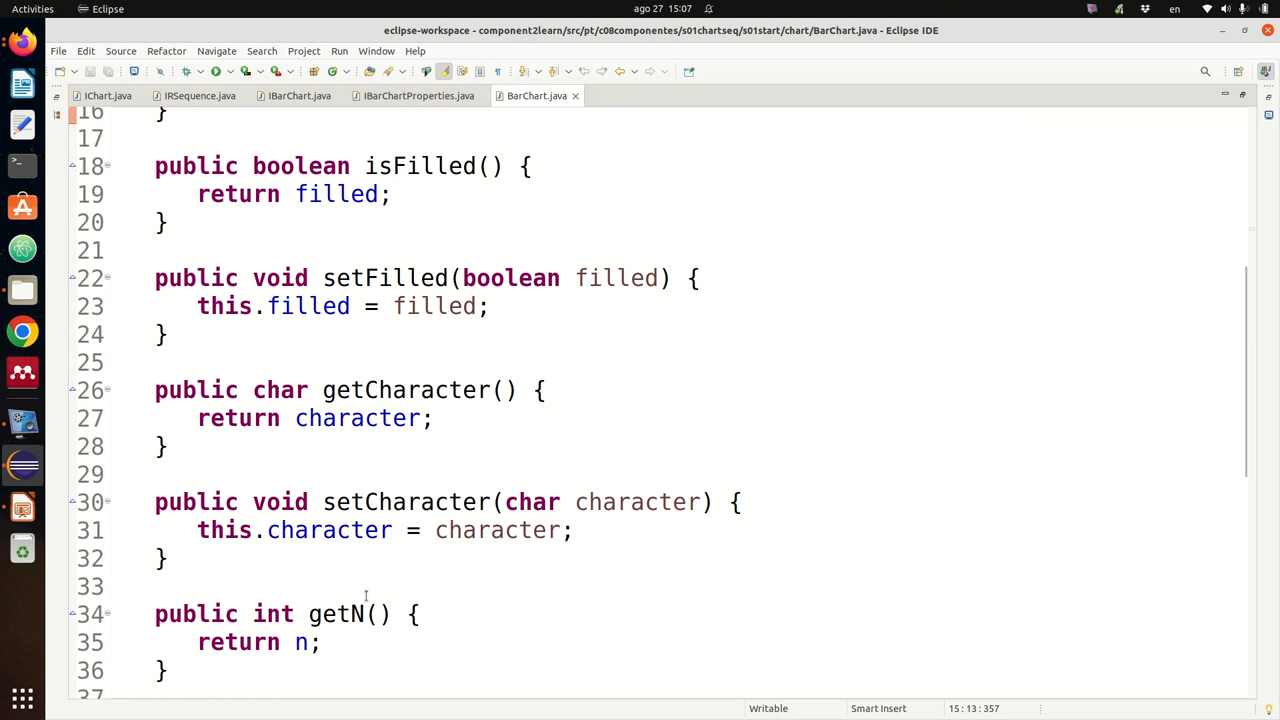 Activities
Eclipse
ago 27 15:07
en
eclipse-workspace - component2learn/src/pt/c08componentes/s01chartseq/s01start/chart/BarChart.java - Eclipse IDE
File Edit Source Refactor Navigate Search Project Run Window Help
IChart.java IRSequence.java IBarChart.java IBarChartProperties.java BarChart.java
16 }
17
18 public boolean isFilled() {
19 return filled;
20 }
21
22 public void setFilled(boolean filled) {
23 this.filled = filled;
24 }
25
26 public char getCharacter() {
27 return character;
28 }
29
30 public void setCharacter(char character) {
31 this.character = character;
32 }
33
34 public int getN() {
35 return n;
36 }
37
Writable Smart Insert 15 : 13 : 357